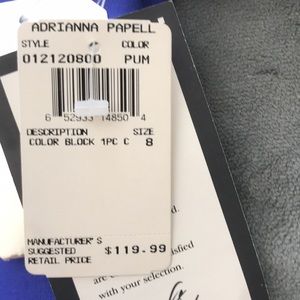 ADRIANNA PAPELL
STYLE COLOR
012120800 PUM
6 52933 14850 4
DESCRIPTION SIZE
COLOR BLOCK 1PC C 8
MANUFACTURER'S
SUGGESTED
RETAIL PRICE $119.99
with your selection.